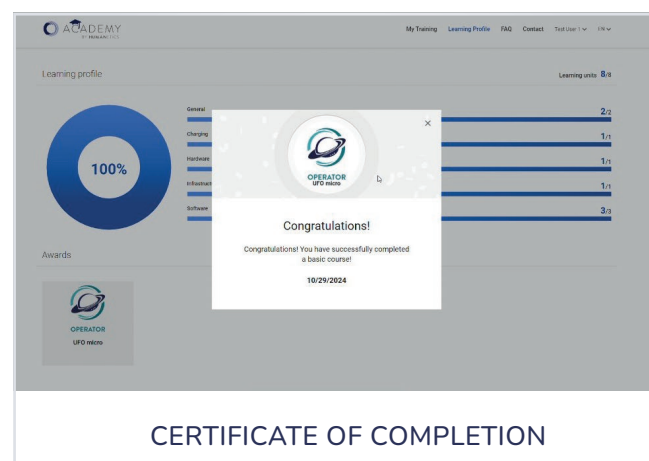 ACADEMY
My Training Learning Profile FAQ Contact Test User 1 EN
Learning profile
Learning units 8/8
100%
General 2/2
Charging 1/1
Hardware 1/1
Infrastruct 1/1
Software 3/3
OPERATOR
UFO micro
Congratulations!
Congratulations! You have successfully completed
a basic course!
10/29/2024
Awards
OPERATOR
UFO micro
CERTIFICATE OF COMPLETION